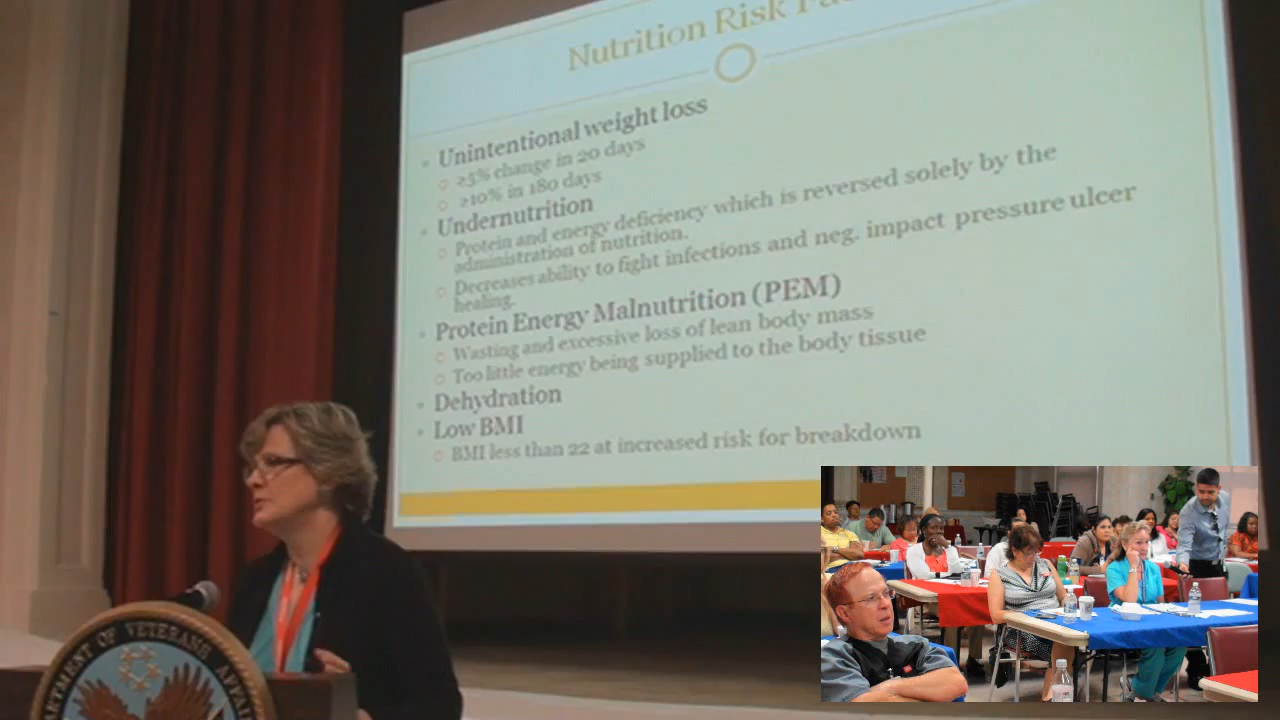 Nutrition Risk
Unintentional weight loss
≥5% change in 20 days
≥10% in 180 days
Undernutrition
Protein and energy deficiency which is reversed solely by the
administration of nutrition.
Decreases ability to fight infections and neg. impact pressure ulcer
healing.
Protein Energy Malnutrition (PEM)
Wasting and excessive loss of lean body mass
Too little energy being supplied to the body tissue
Dehydration
Low BMI
BMI less than 22 at increased risk for breakdown
OF VETERANS